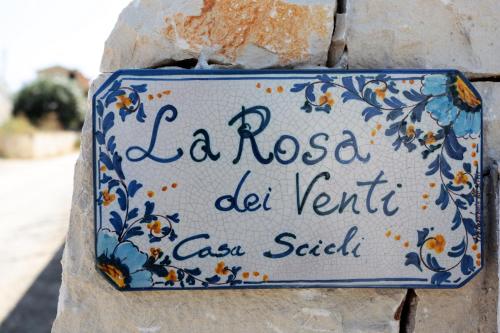 La Rosa
dei Venti
Casa Scicli